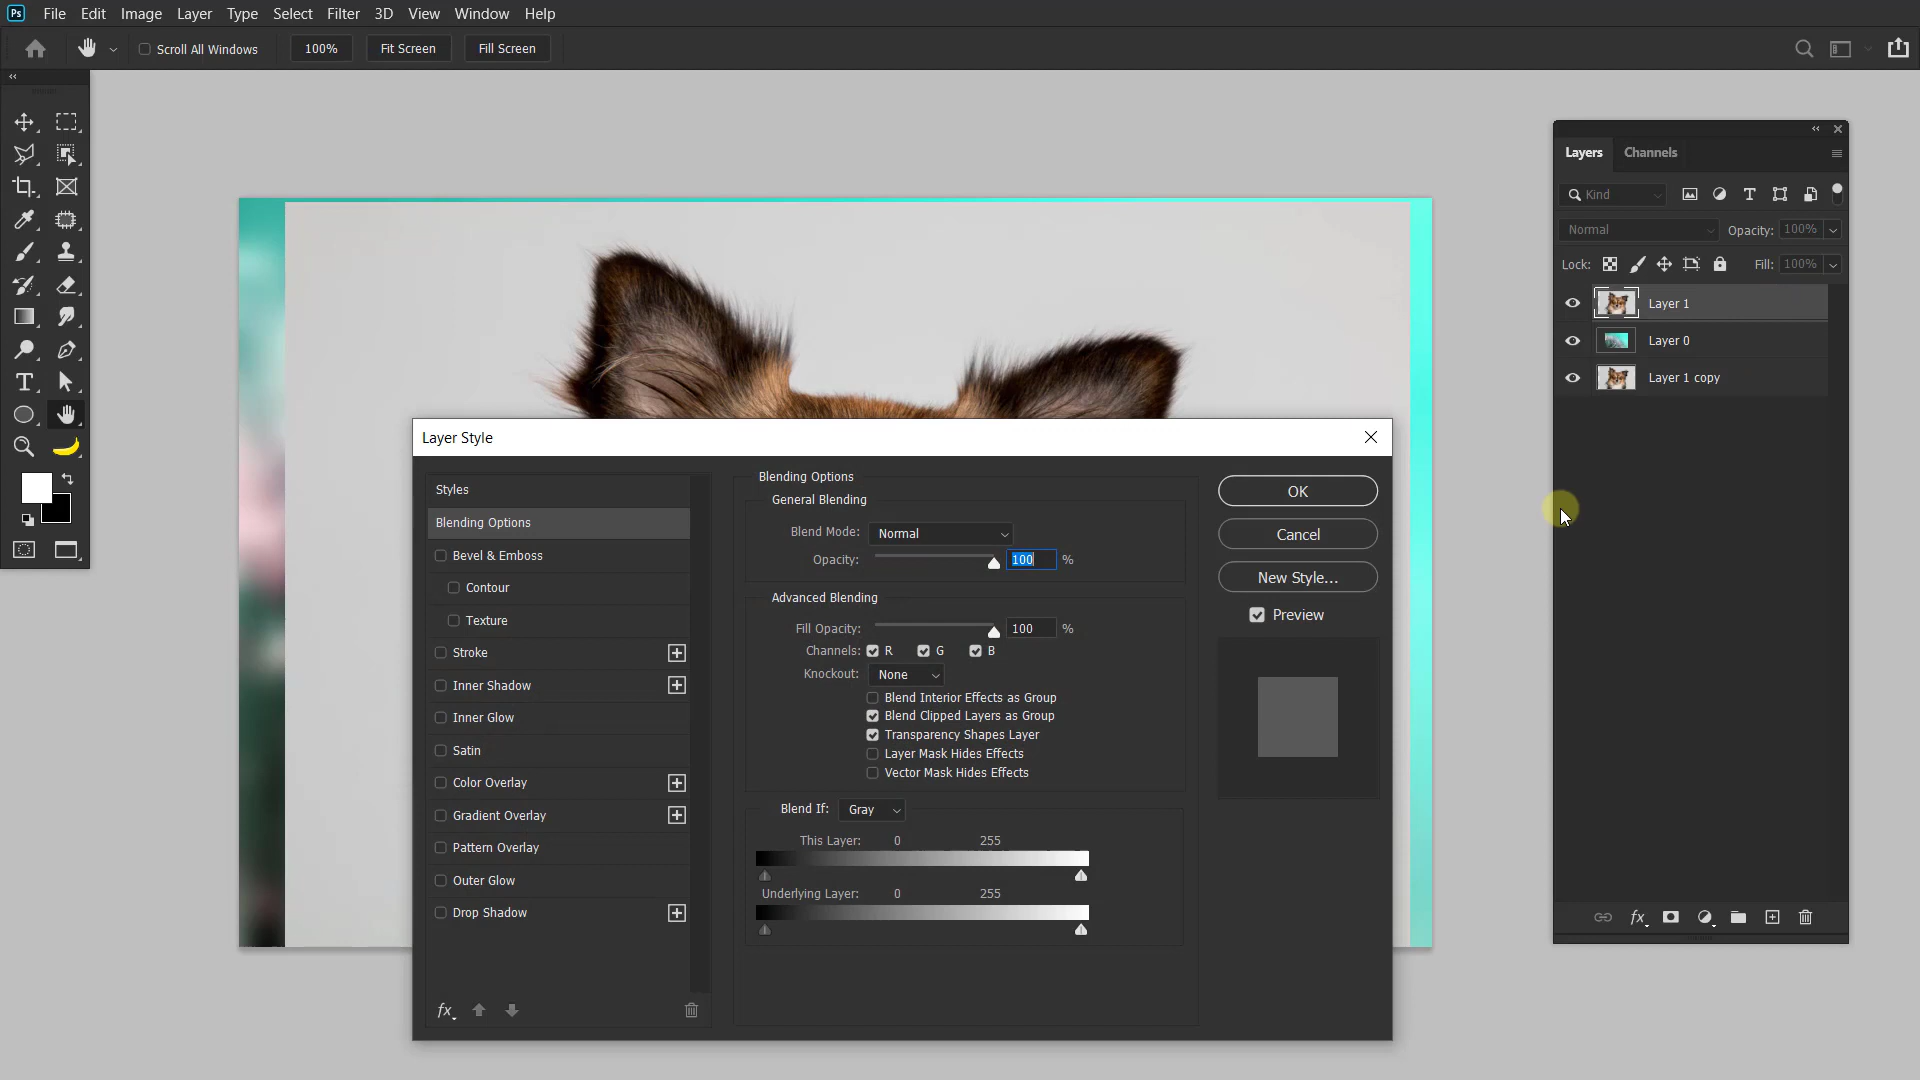 Ps File Edit Image Layer Type Select Filter 3D View Window Help
Scroll All Windows 100% Fit Screen Fill Screen
Layers Channels
Kind
Normal Opacity: 100%
Lock: Fill: 100%
Layer 1
Layer 0
Layer 1 copy
Layer Style
Styles
Blending Options
Bevel & Emboss
Contour
Texture
Stroke
Inner Shadow
Inner Glow
Satin
Color Overlay
Gradient Overlay
Pattern Overlay
Outer Glow
Drop Shadow
fx
Blending Options
General Blending
Blend Mode: Normal
Opacity: 100 %
Advanced Blending
Fill Opacity: 100 %
Channels: R G B
Knockout: None
Blend Interior Effects as Group
Blend Clipped Layers as Group
Transparency Shapes Layer
Layer Mask Hides Effects
Vector Mask Hides Effects
Blend If: Gray
This Layer: 0 255
Underlying Layer: 0 255
OK
Cancel
New Style...
Preview
fx